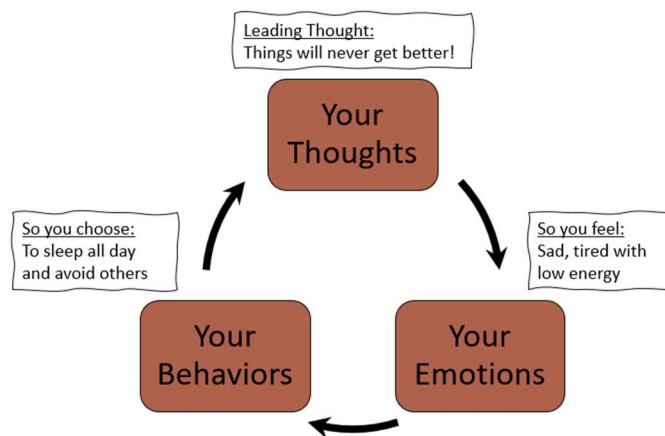 Leading Thought:
Things will never get better!
Your
Thoughts
So you choose:
To sleep all day
and avoid others
So you feel:
Sad, tired with
low energy
Your
Behaviors
Your
Emotions